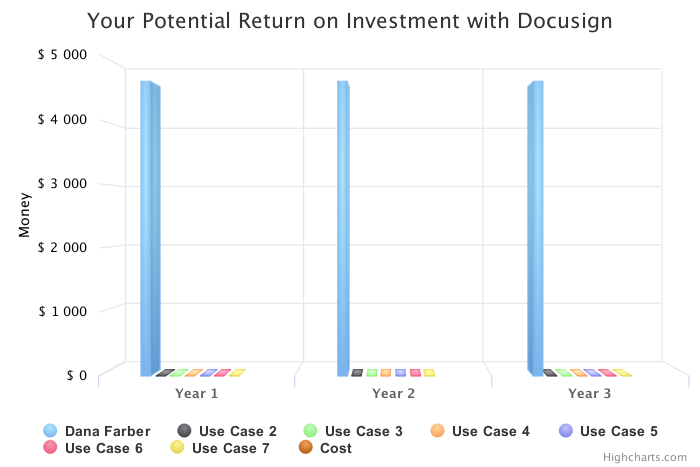 Your Potential Return on Investment with Docusign
$ 5 000
$ 4 000
$ 3 000
$ 2 000
$ 1 000
$ 0
Money
Year 1 Year 2 Year 3
Dana Farber Use Case 2 Use Case 3 Use Case 4 Use Case 5
Use Case 6 Use Case 7 Cost
Highcharts.com